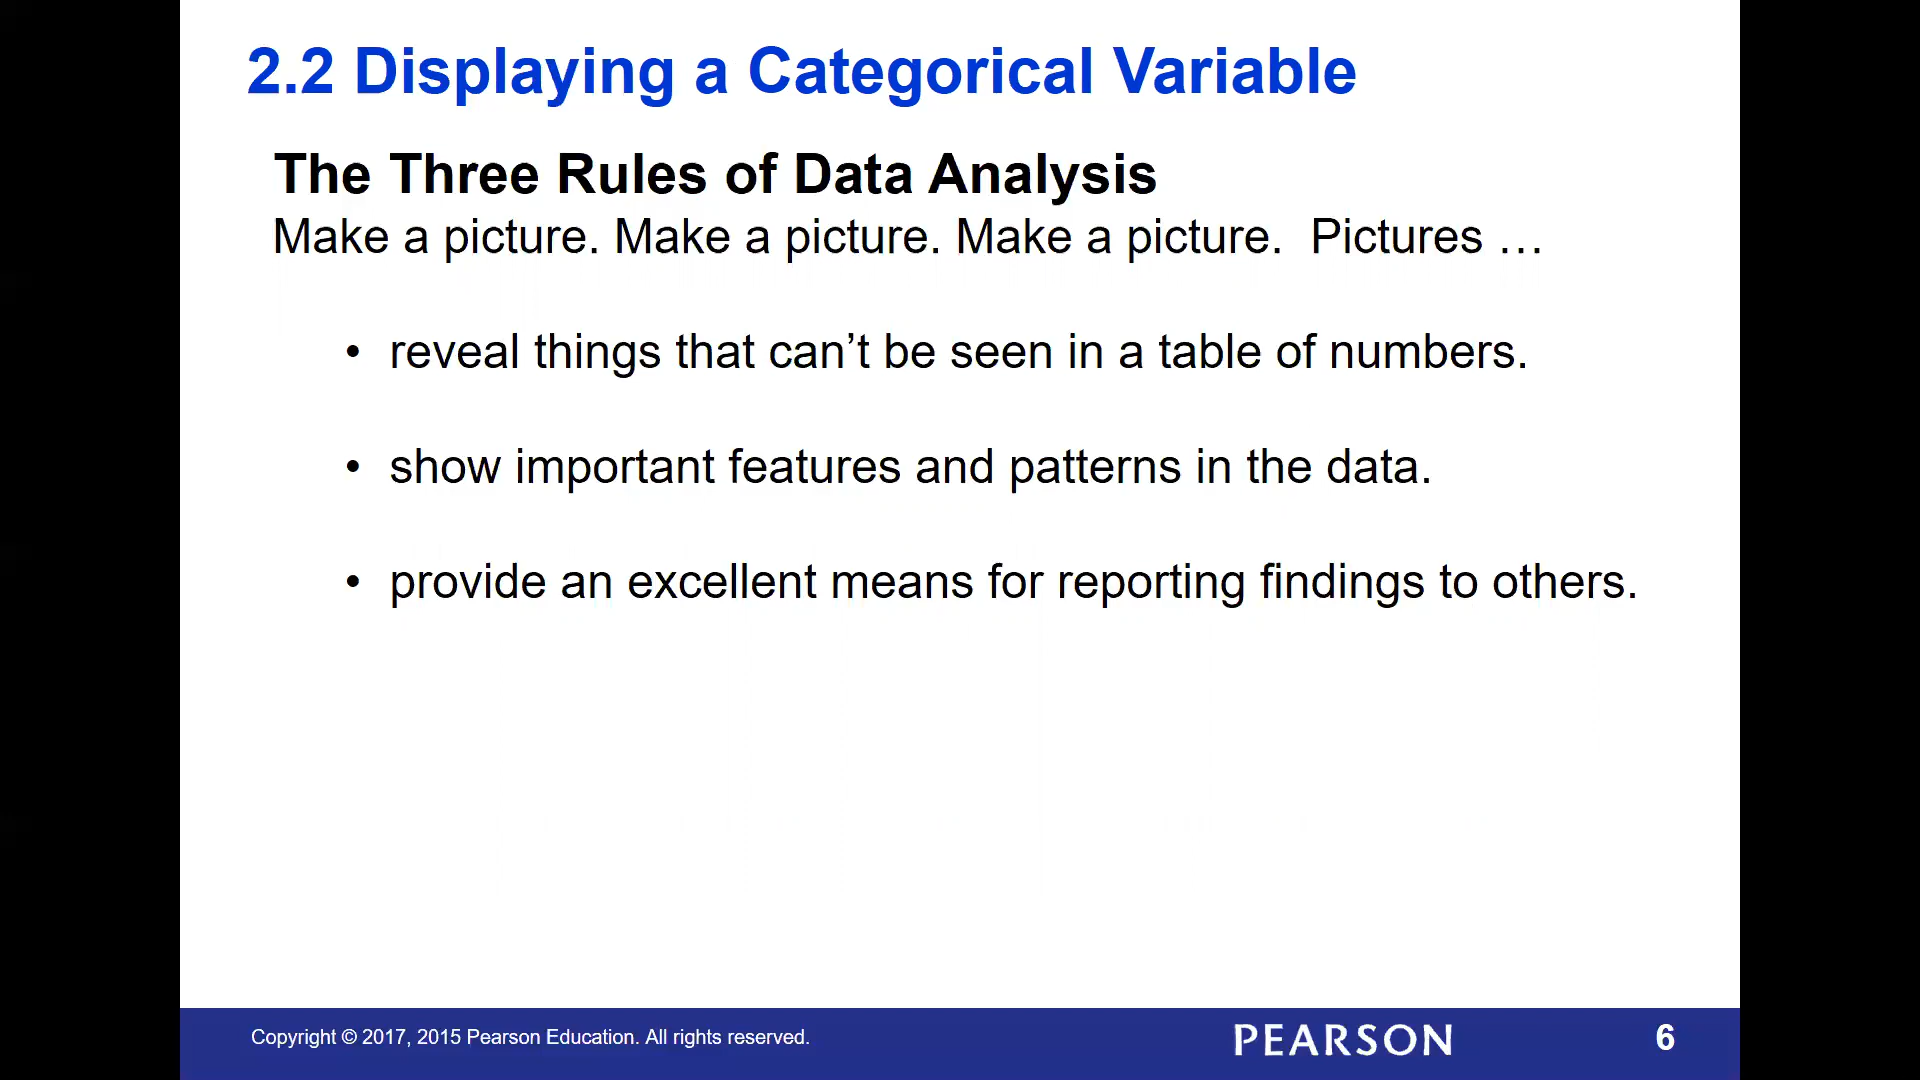 2.2 Displaying a Categorical Variable
The Three Rules of Data Analysis
Make a picture. Make a picture. Make a picture.  Pictures …
• reveal things that can’t be seen in a table of numbers.
• show important features and patterns in the data.
• provide an excellent means for reporting findings to others.
Copyright © 2017, 2015 Pearson Education. All rights reserved.
PEARSON
6